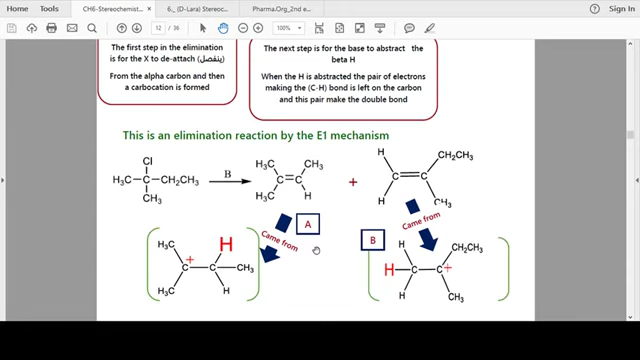 Home
Tools
CH6-Stereochemist...
6_, (D-Lara) Stereoc...
Pharma.Org_2nd e...
Sign In
12 / 36
100%
The first step in the elimination
is for the X to de-attach (ينفصل)
From the alpha carbon and then
a carbocation is formed
The next step is for the base to abstract the
beta H
When the H is abstracted the pair of electrons
making the (C-H) bond is left on the carbon
and this pair make the double bond
This is an elimination reaction by the E1 mechanism
Cl
H₃C—C—CH₂CH₃
CH₃
B
H₃C
CH₃
C=C
H₃C
H
+
H
CH₂CH₃
C=C
H
CH₃
Came from
A
Came from
B
H₃C
+
H
C—C—CH₃
H₃C
H
H
CH₂CH₃
H—C—C+
H
CH₃